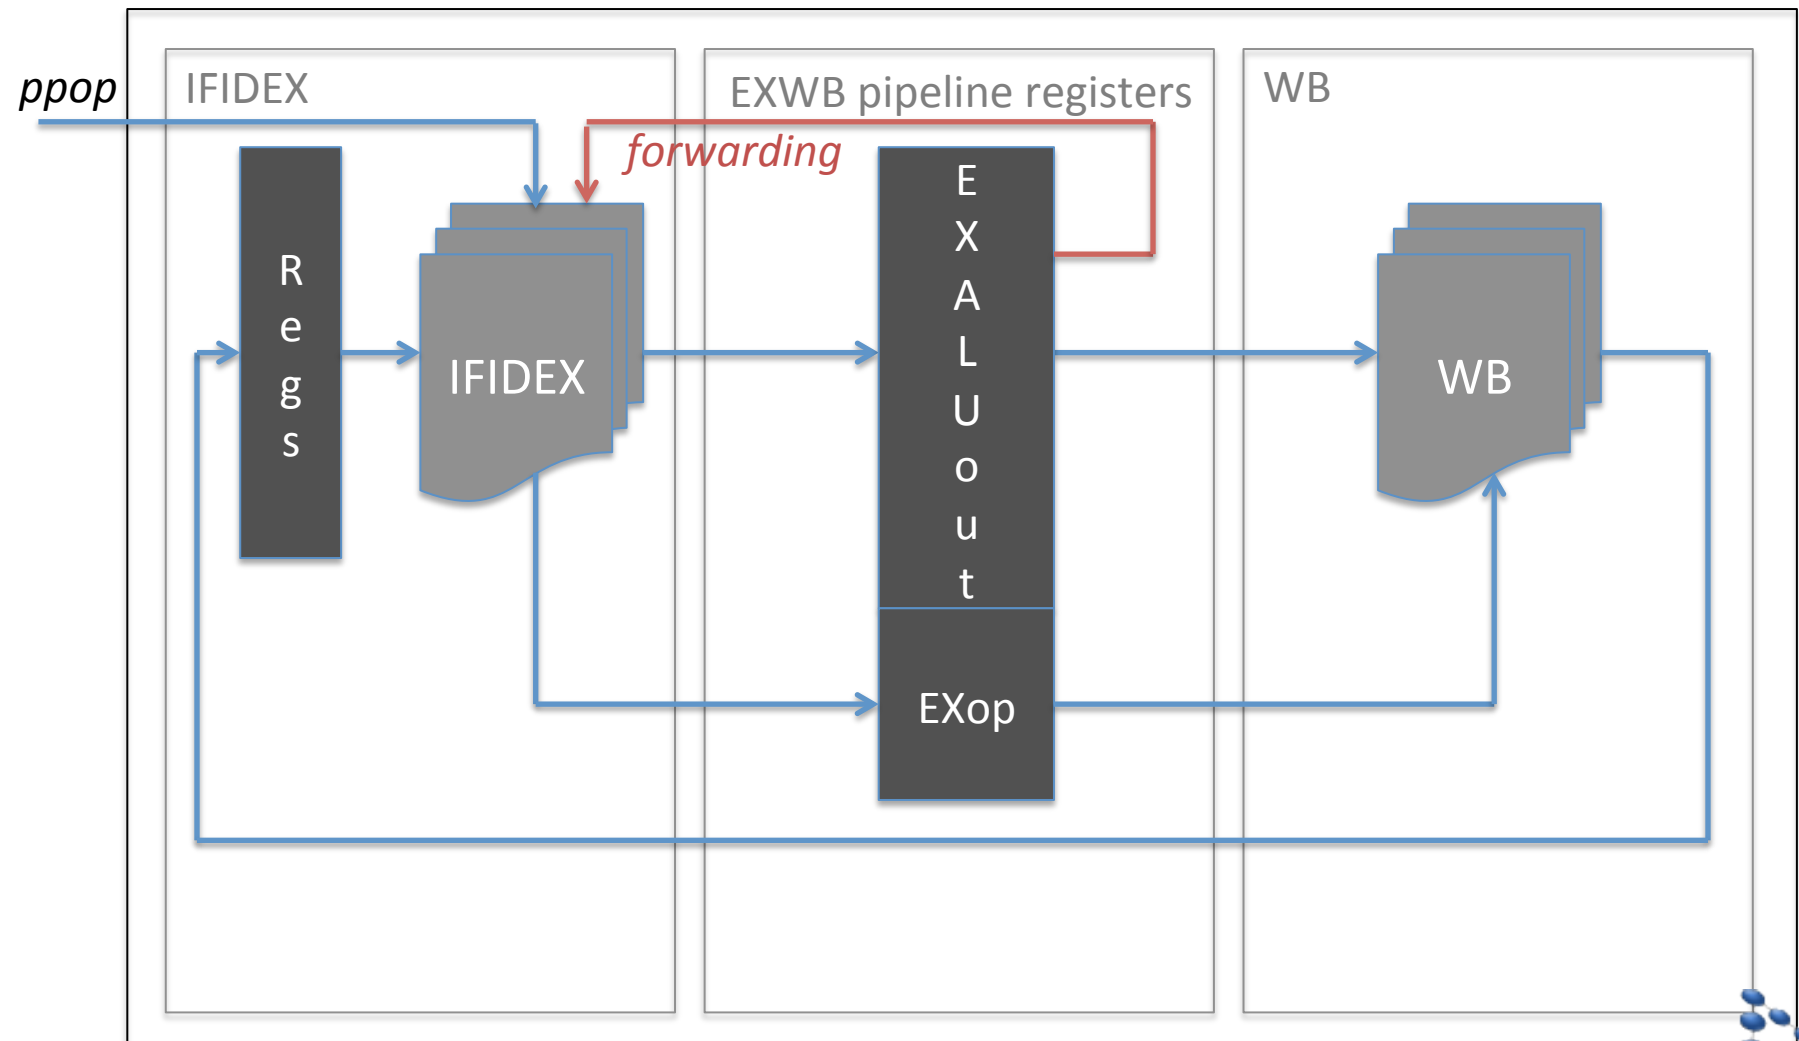 ppop
IFIDEX
EXWB pipeline registers
WB
forwarding
R
e
g
s
IFIDEX
E
X
A
L
U
o
u
t
WB
EXop